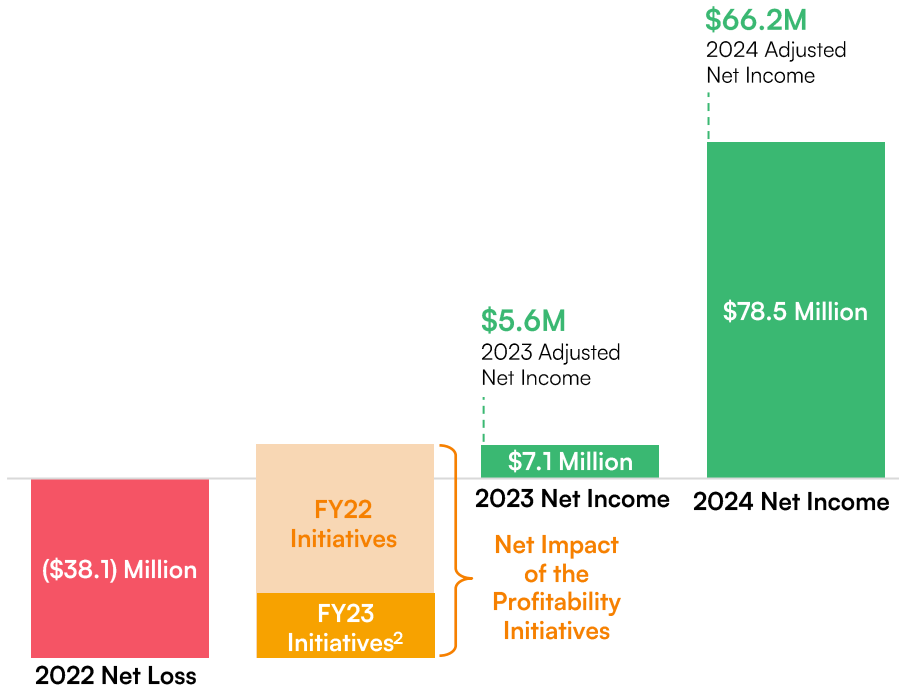 $66.2M
2024 Adjusted
Net Income
$78.5 Million
2024 Net Income
$5.6M
2023 Adjusted
Net Income
$7.1 Million
2023 Net Income
FY22
Initiatives
FY23
Initiatives2
Net Impact
of the
Profitability
Initiatives
($38.1) Million
2022 Net Loss